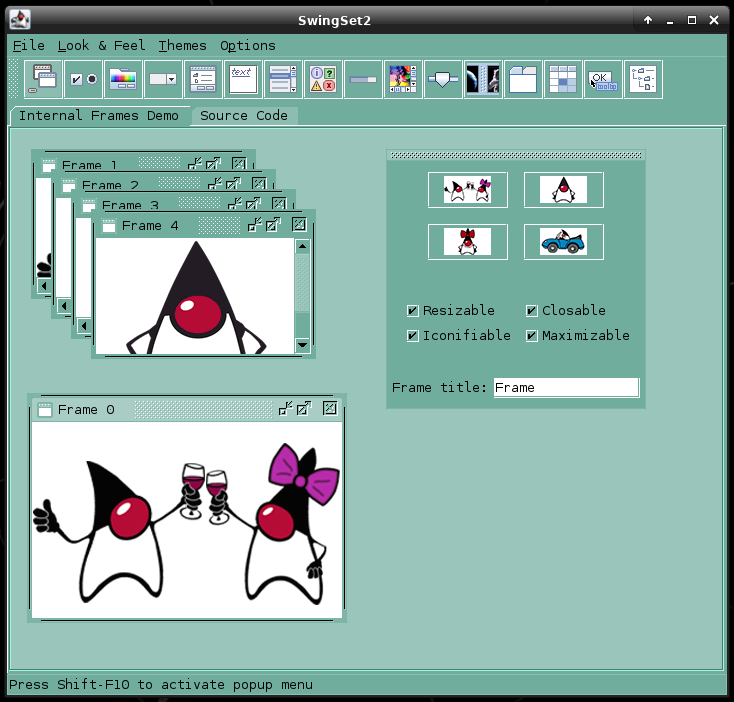 SwingSet2
File Look & Feel Themes Options
text
OK
Tooltip
Internal Frames Demo Source Code
Frame 1
Frame 2
Frame 3
Frame 4
Resizable Closable
Iconifiable Maximizable
Frame title: Frame
Frame 0
Press Shift-F10 to activate popup menu